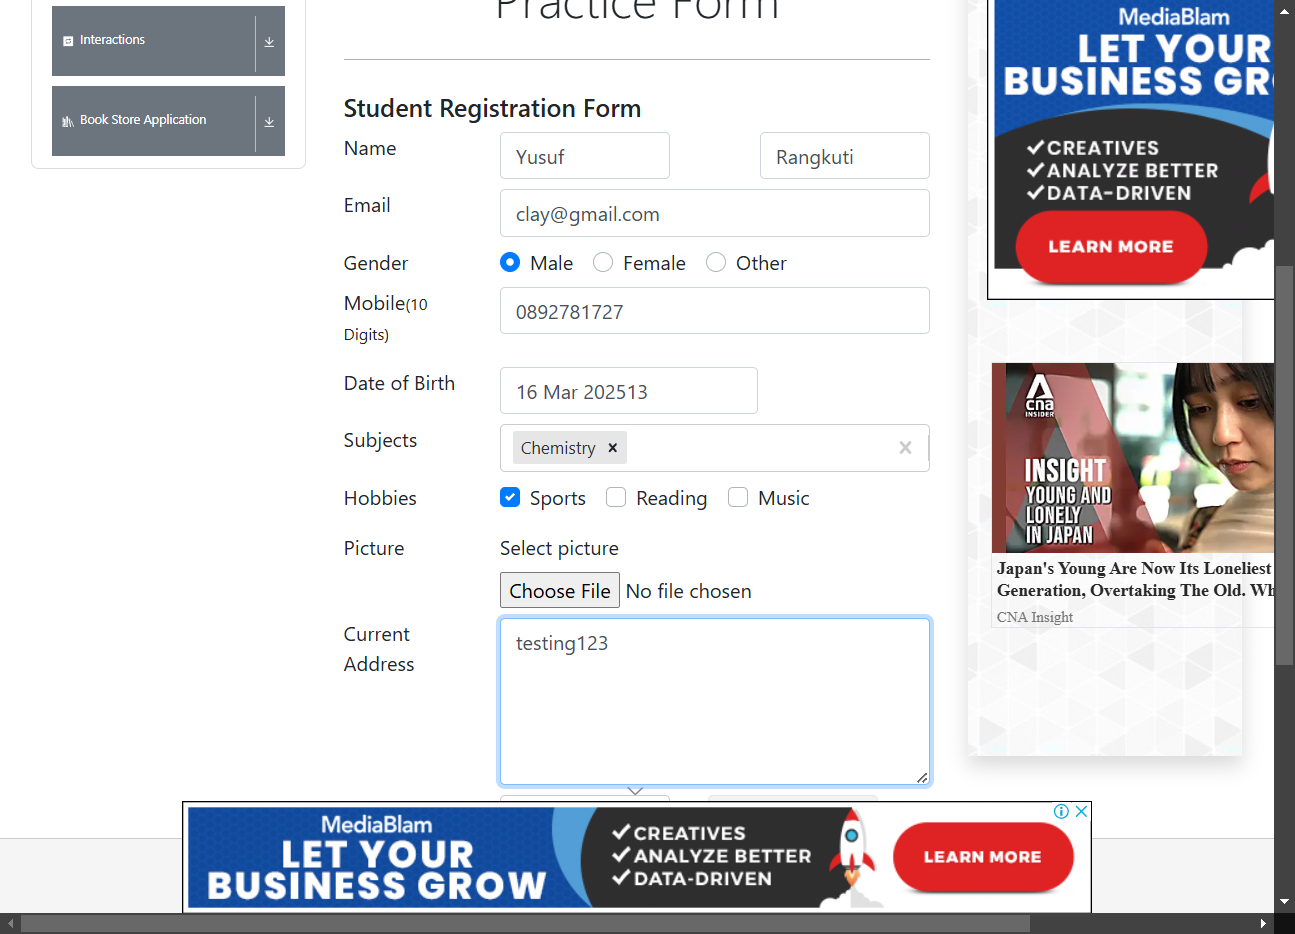 Practice Form
Interactions
Book Store Application
Student Registration Form
Name
Yusuf
Rangkuti
Email
clay@gmail.com
Gender
Male
Female
Other
Mobile(10
Digits)
0892781727
Date of Birth
16 Mar 202513
Subjects
Chemistry
Hobbies
Sports
Reading
Music
Picture
Select picture
Choose File
No file chosen
Current
Address
testing123
MediaBlam
LET YOUR
BUSINESS GR
CREATIVES
ANALYZE BETTER
DATA-DRIVEN
LEARN MORE
cna
INSIDER
INSIGHT
YOUNG AND
LONELY
IN JAPAN
Japan's Young Are Now Its Loneliest
Generation, Overtaking The Old. Wh
CNA Insight
MediaBlam
LET YOUR
BUSINESS GROW
CREATIVES
ANALYZE BETTER
DATA-DRIVEN
LEARN MORE